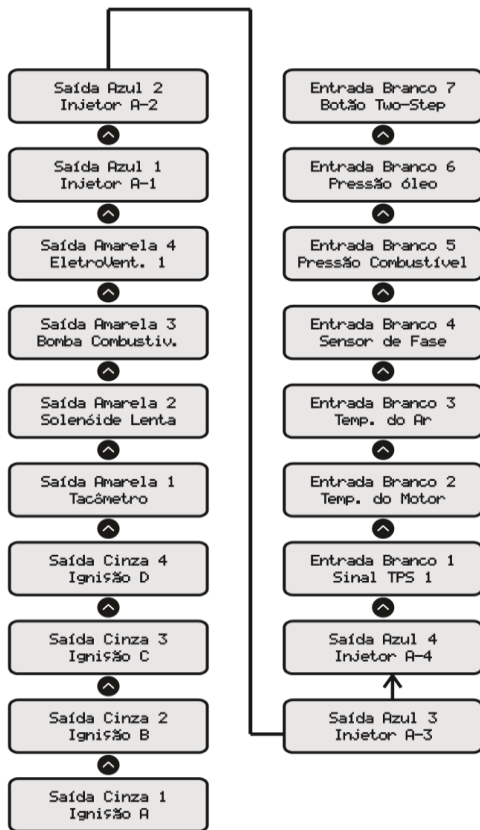 Saída Azul 2
Injetor A-2
Saída Azul 1
Injetor A-1
Saída Amarela 4
EletroVent. 1
Saída Amarela 3
Bomba Combustiv.
Saída Amarela 2
Solenóide Lenta
Saída Amarela 1
Tacômetro
Saída Cinza 4
Ignição D
Saída Cinza 3
Ignição C
Saída Cinza 2
Ignição B
Saída Cinza 1
Ignição A
Entrada Branco 7
Botão Two-Step
Entrada Branco 6
Pressão óleo
Entrada Branco 5
Pressão Combustível
Entrada Branco 4
Sensor de Fase
Entrada Branco 3
Temp. do Ar
Entrada Branco 2
Temp. do Motor
Entrada Branco 1
Sinal TPS 1
Saída Azul 4
Injetor A-4
Saída Azul 3
Injetor A-3